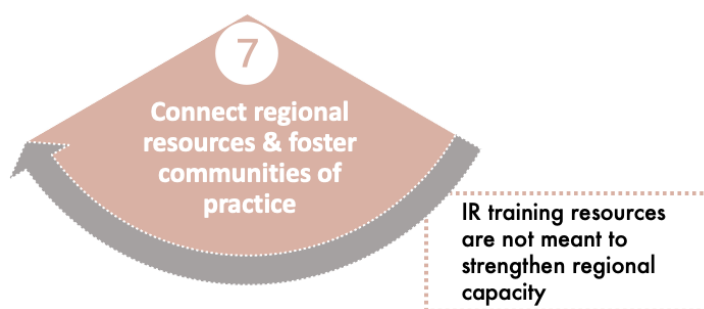 7
Connect regional
resources & foster
communities of
practice
IR training resources
are not meant to
strengthen regional
capacity